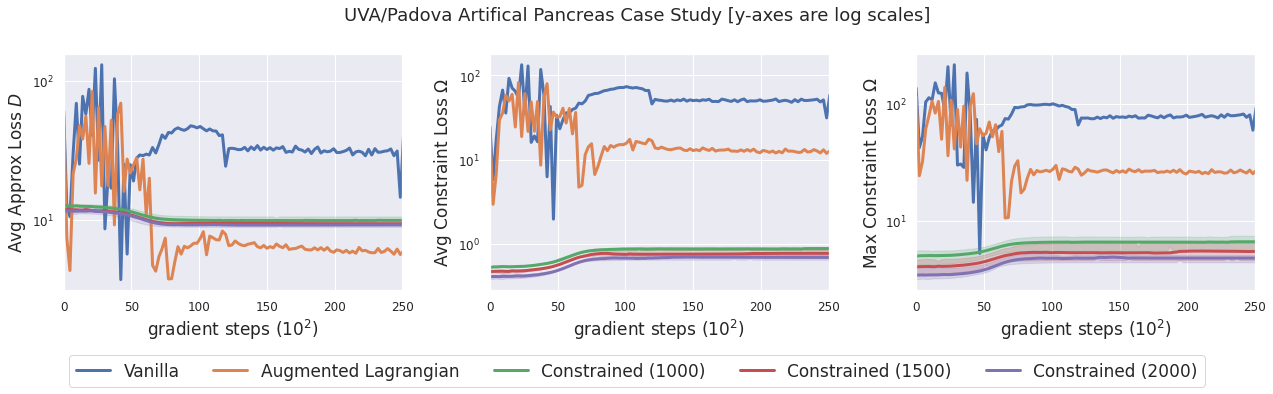 UVA/Padova Artifical Pancreas Case Study [y-axes are log scales]
Avg Approx Loss D
10²
10¹
0 50 100 150 200 250
gradient steps (10²)
Avg Constraint Loss Ω
10²
10¹
10⁰
0 50 100 150 200 250
gradient steps (10²)
Max Constraint Loss Ω
10²
10¹
0 50 100 150 200 250
gradient steps (10²)
Vanilla Augmented Lagrangian Constrained (1000) Constrained (1500) Constrained (2000)